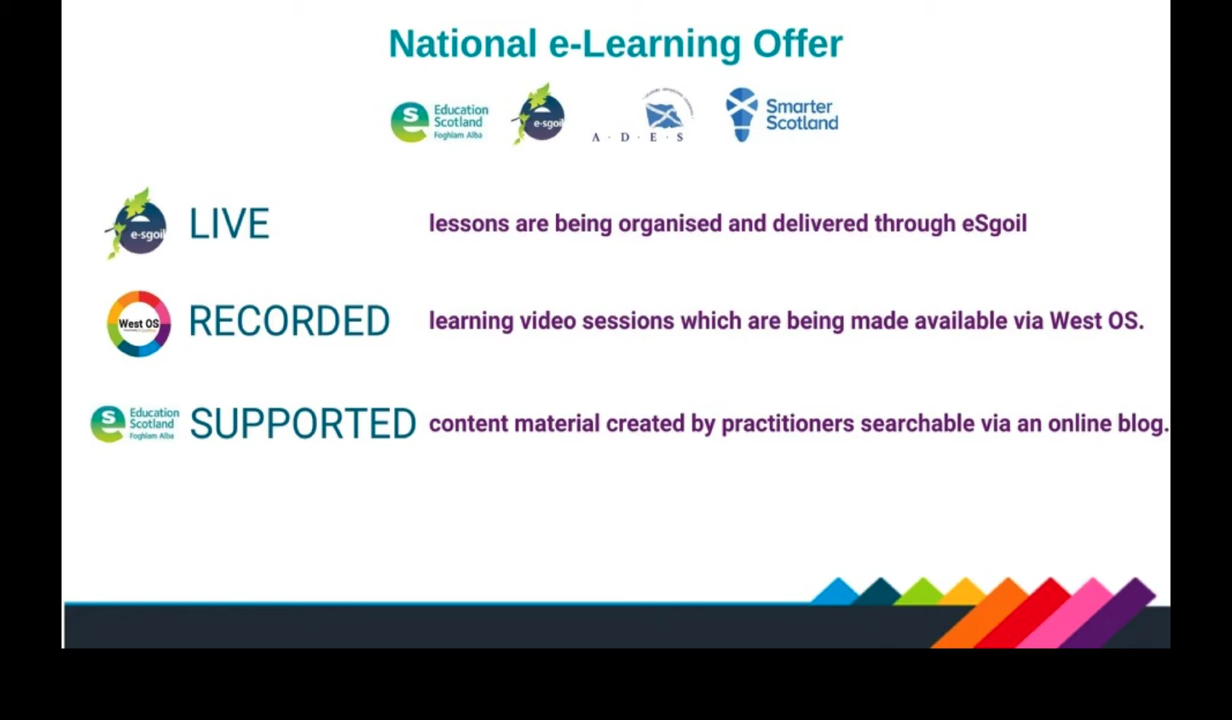 National e-Learning Offer
Education
Scotland
Foghlam Alba
e-sgoil
A · D · E · S
Smarter
Scotland
e-sgoil
LIVE
lessons are being organised and delivered through eSgoil
West OS
RECORDED
learning video sessions which are being made available via West OS.
Education
Scotland
Foghlam Alba
SUPPORTED
content material created by practitioners searchable via an online blog.